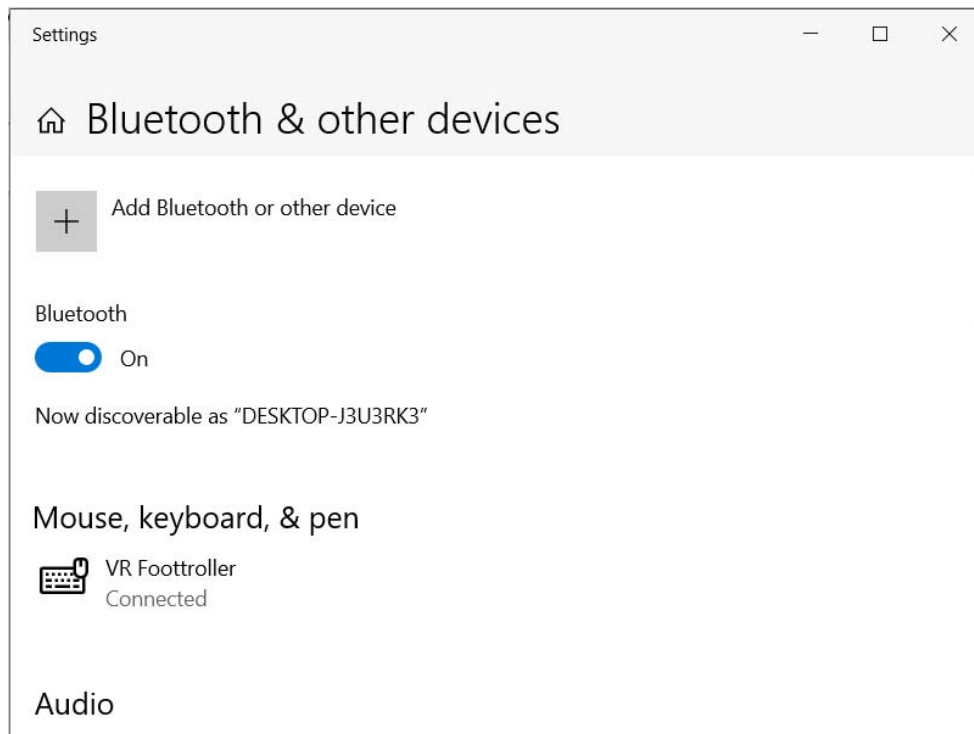 Settings
Bluetooth & other devices
Add Bluetooth or other device
Bluetooth
On
Now discoverable as "DESKTOP-J3U3RK3"
Mouse, keyboard, & pen
VR Foottroller
Connected
Audio